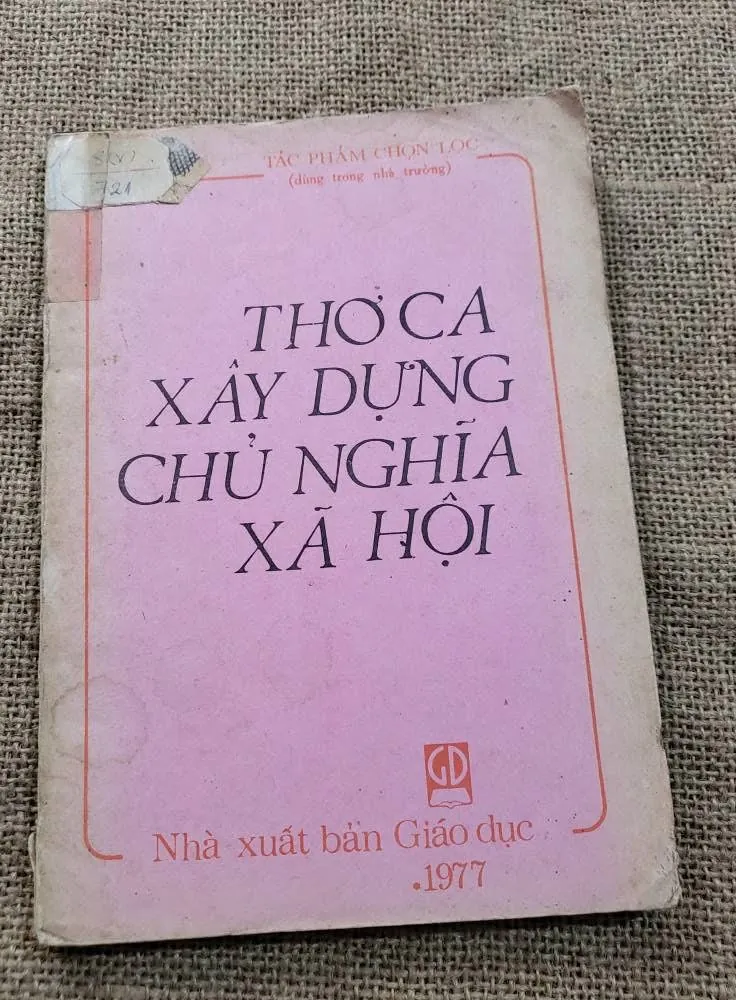 TÁC PHẨM CHỌN LỌC
(dùng trong nhà trường)
721
THƠ CA
XÂY DỰNG
CHỦ NGHĨA
XÃ HỘI
GD
Nhà xuất bản Giáo dục
.1977